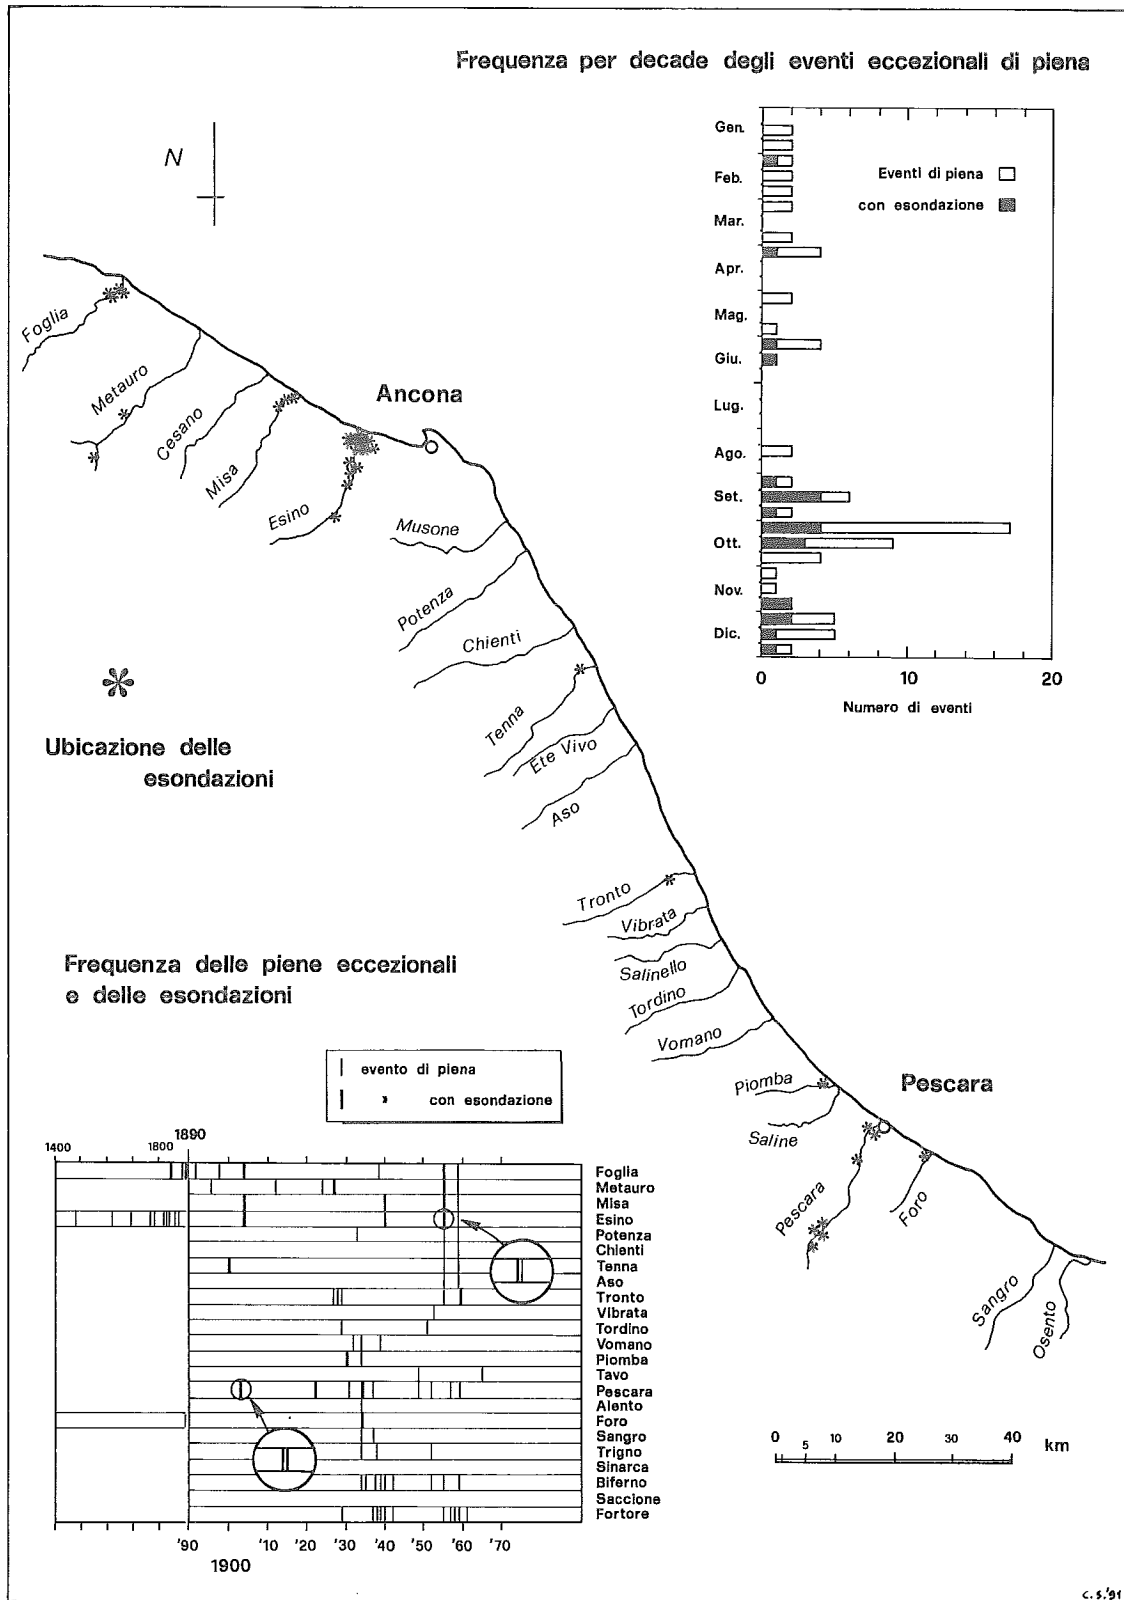 Frequenza per decade degli eventi eccezionali di piena
N
Gen.
Feb.
Mar.
Apr.
Mag.
Giu.
Lug.
Ago.
Set.
Ott.
Nov.
Dic.
Eventi di piena
con esondazione
0 10 20
Numero di eventi
Foglia
Metauro
Cesano
Misa
Esino
Ancona
Musone
Potenza
Chienti
Tenna
Ete Vivo
Aso
Tronto
Vibrata
Salinello
Tordino
Vomano
Piomba
Saline
Pescara
Pescara
Foro
Sangro
Osento
Ubicazione delle
esondazioni
Frequenza delle piene eccezionali
e delle esondazioni
evento di piena
» con esondazione
1400 1800 1890
Foglia
Metauro
Misa
Esino
Potenza
Chienti
Tenna
Aso
Tronto
Vibrata
Tordino
Vomano
Piomba
Tavo
Pescara
Alento
Foro
Sangro
Trigno
Sinarca
Biferno
Saccione
Fortore
'90 '10 '20 '30 '40 '50 '60 '70
1900
0 5 10 20 30 40 km
C.S.'91